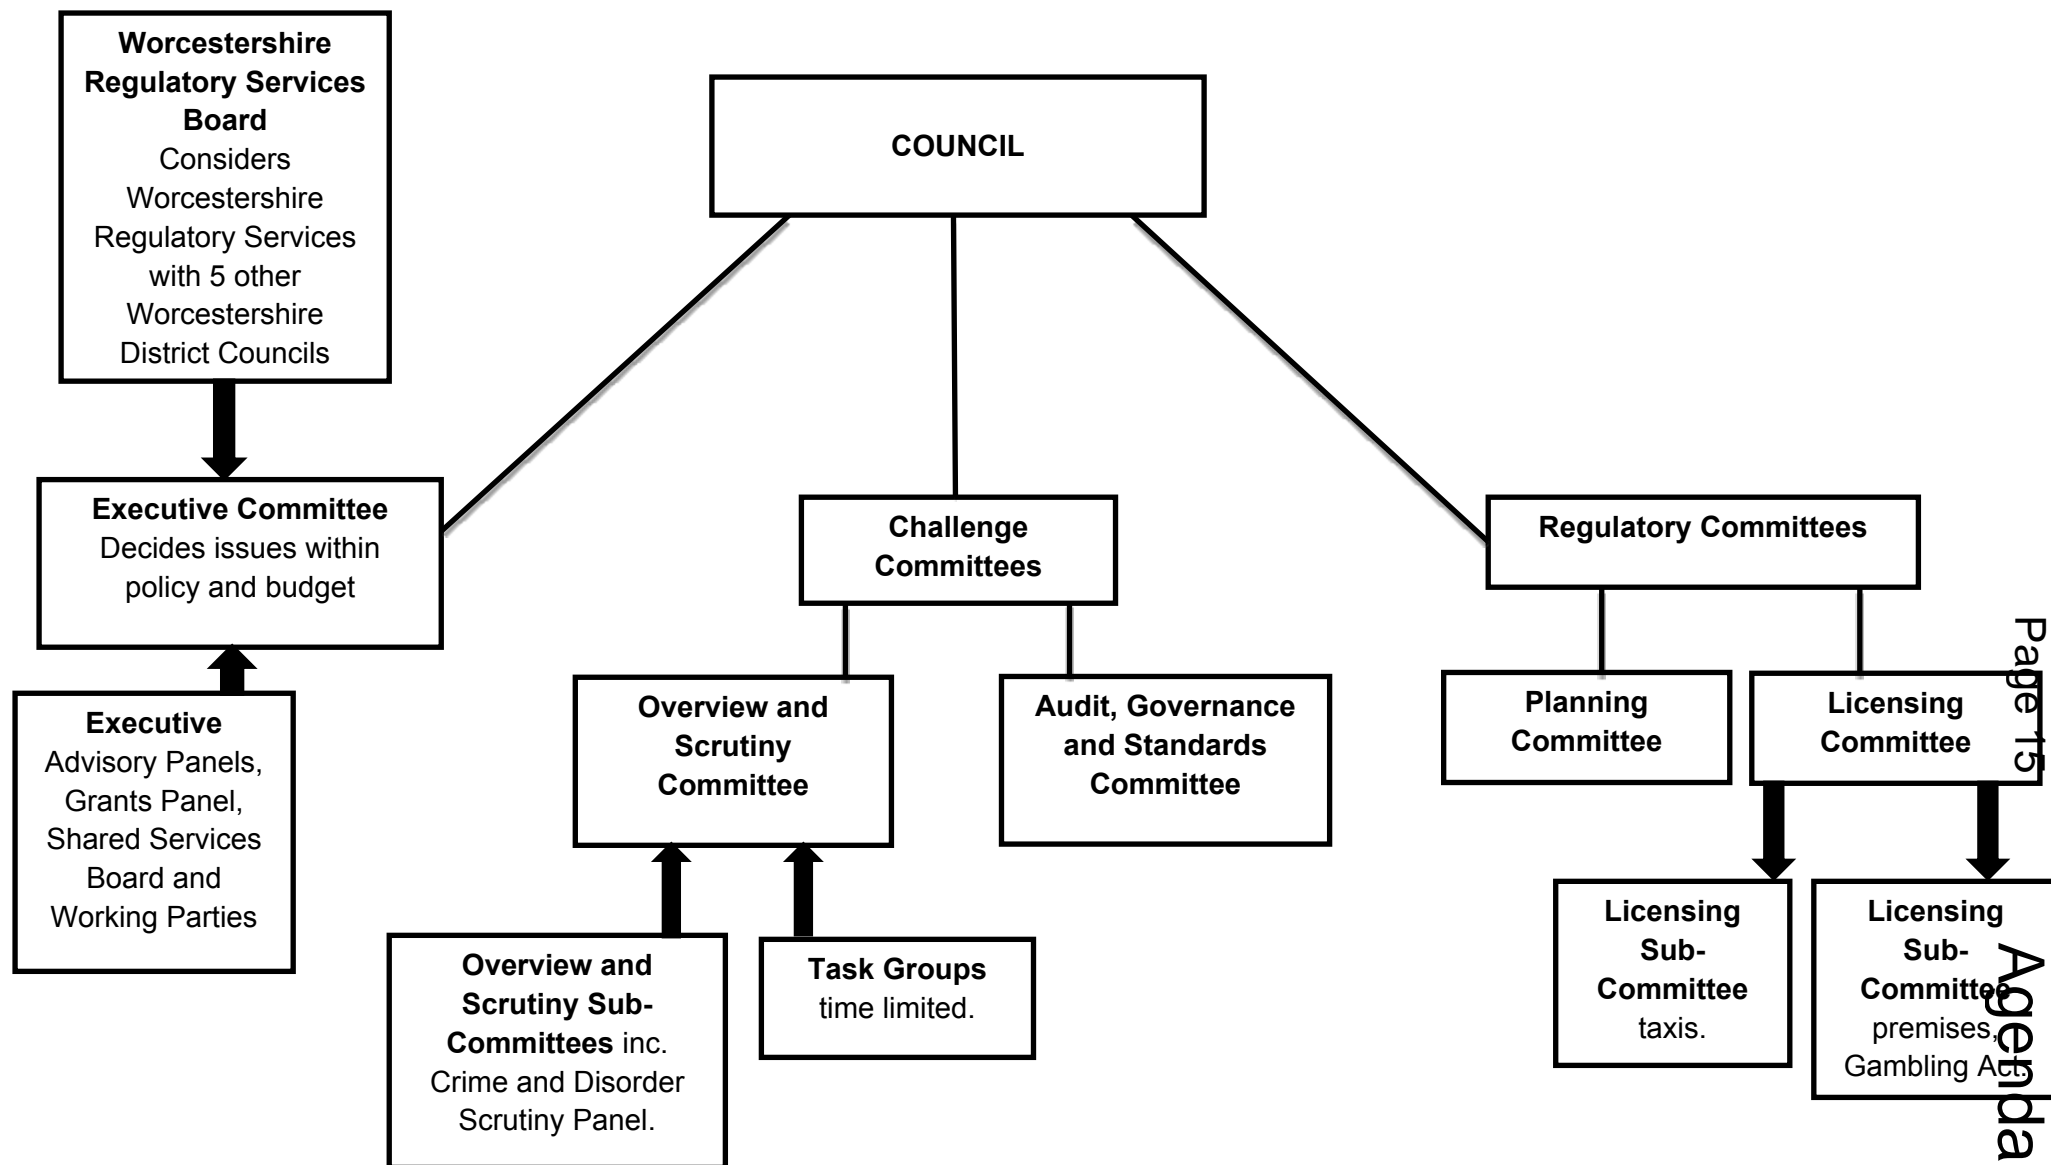 Worcestershire
Regulatory Services
Board
Considers
Worcestershire
Regulatory Services
with 5 other
Worcestershire
District Councils
COUNCIL
Executive Committee
Decides issues within
policy and budget
Challenge
Committees
Regulatory Committees
Executive
Advisory Panels,
Grants Panel,
Shared Services
Board and
Working Parties
Overview and
Scrutiny
Committee
Audit, Governance
and Standards
Committee
Planning
Committee
Licensing
Committee
Overview and
Scrutiny Sub-
Committees inc.
Crime and Disorder
Scrutiny Panel.
Task Groups
time limited.
Licensing
Sub-
Committee
taxis.
Licensing
Sub-
Committee
premises,
Gambling Act.
Page 15
Agenda